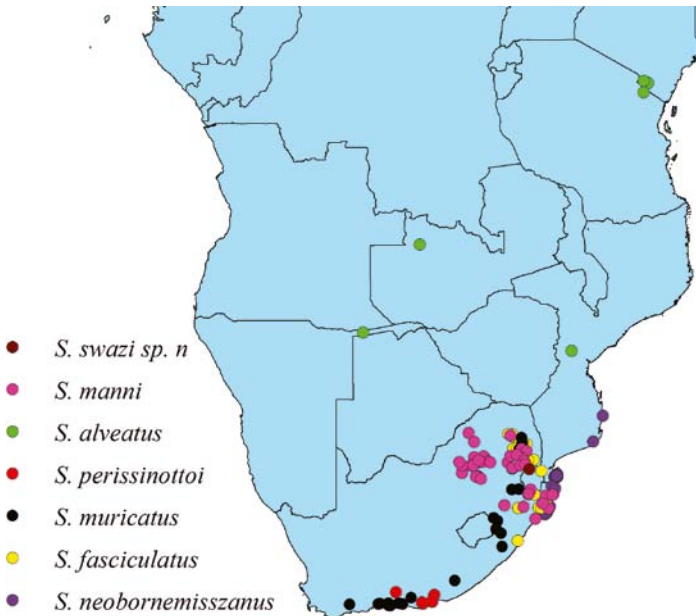 S. swazi sp. n
S. manni
S. alveatus
S. perissinottoi
S. muricatus
S. fasciculatus
S. neobornemisszanus